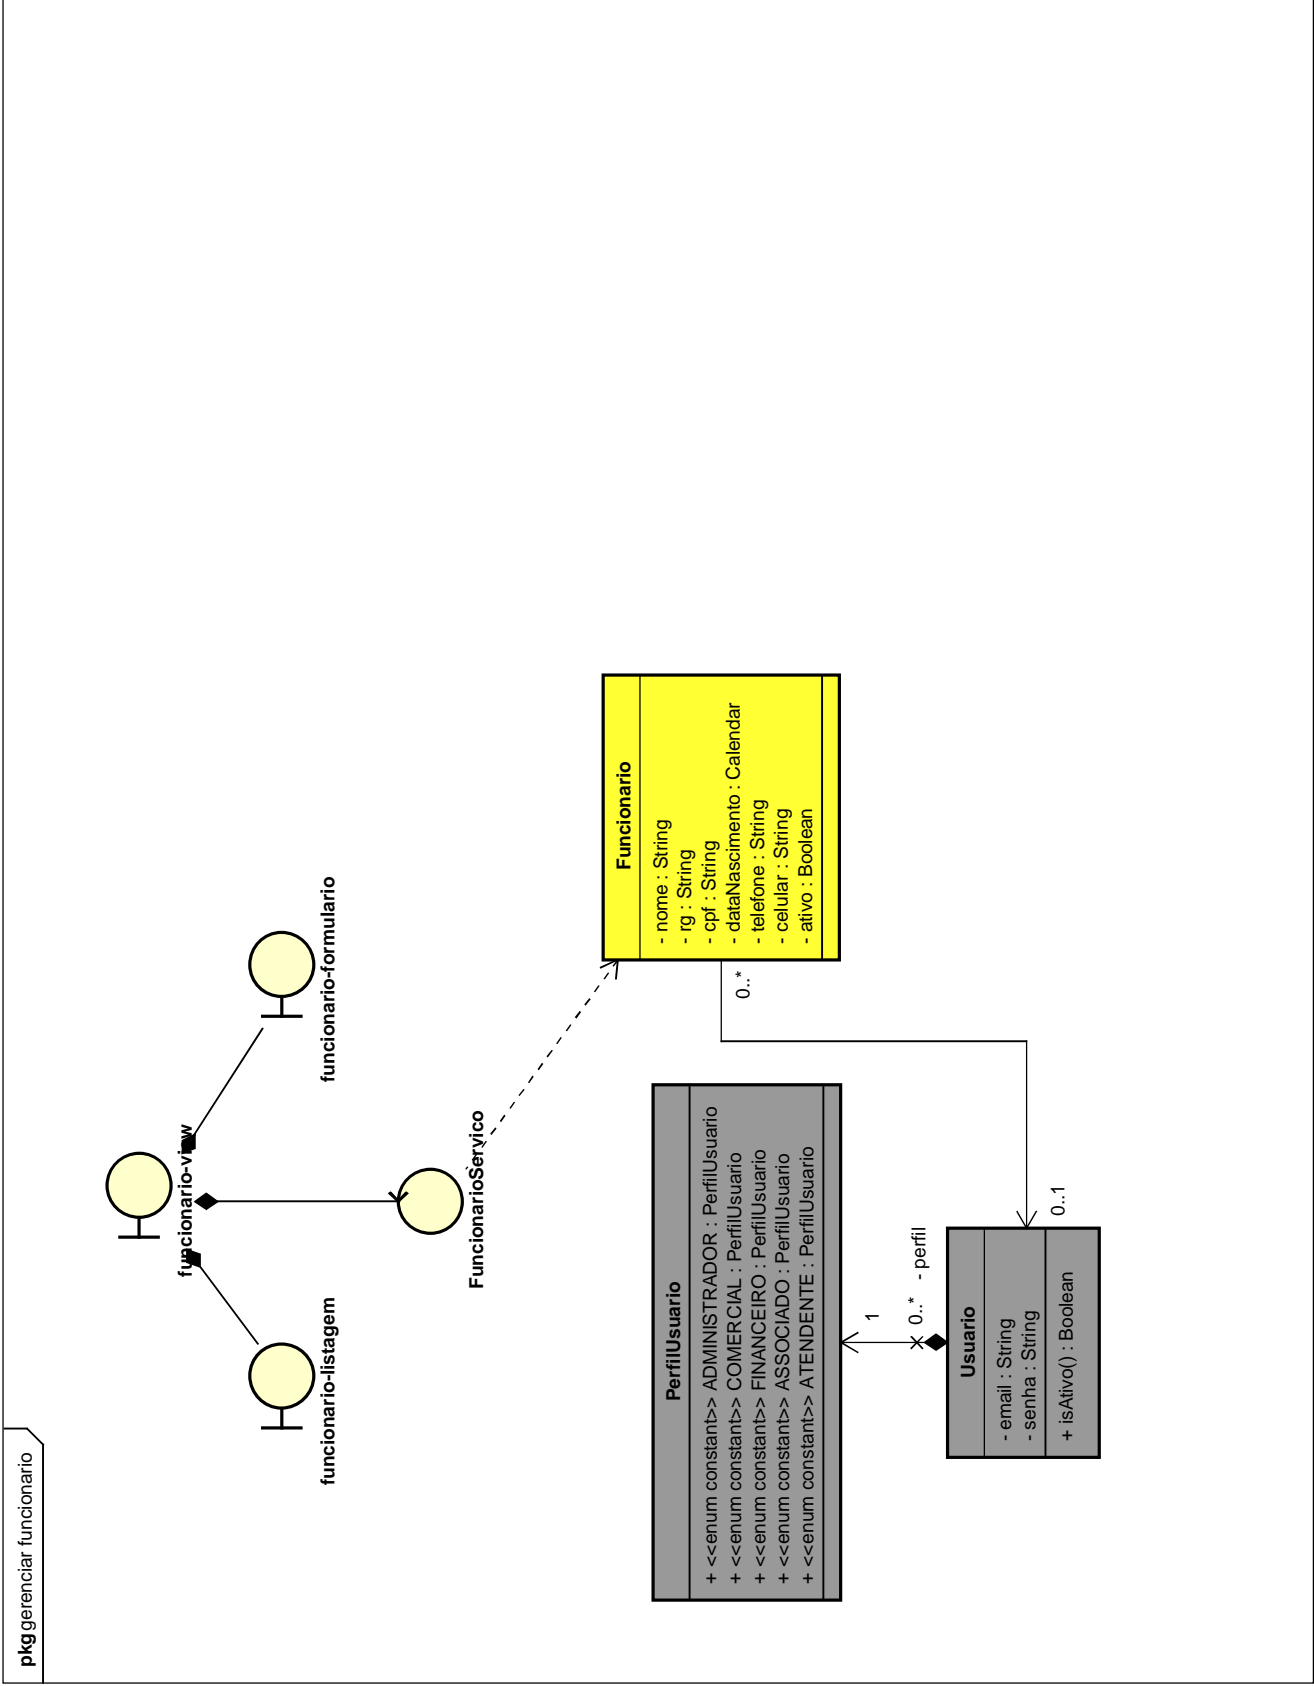 pkg gerenciar funcionario
funcionario-view
funcionario-listagem
funcionario-formulario
FuncionarioServico
PerfilUsuario
+ <<enum constant>> ADMINISTRADOR : PerfilUsuario
+ <<enum constant>> COMERCIAL : PerfilUsuario
+ <<enum constant>> FINANCEIRO : PerfilUsuario
+ <<enum constant>> ASSOCIADO : PerfilUsuario
+ <<enum constant>> ATENDENTE : PerfilUsuario
Funcionario
- nome : String
- rg : String
- cpf : String
- dataNascimento : Calendar
- telefone : String
- celular : String
- ativo : Boolean
0..*
1
0..*
- perfil
0..1
Usuario
- email : String
- senha : String
+ isAtivo() : Boolean